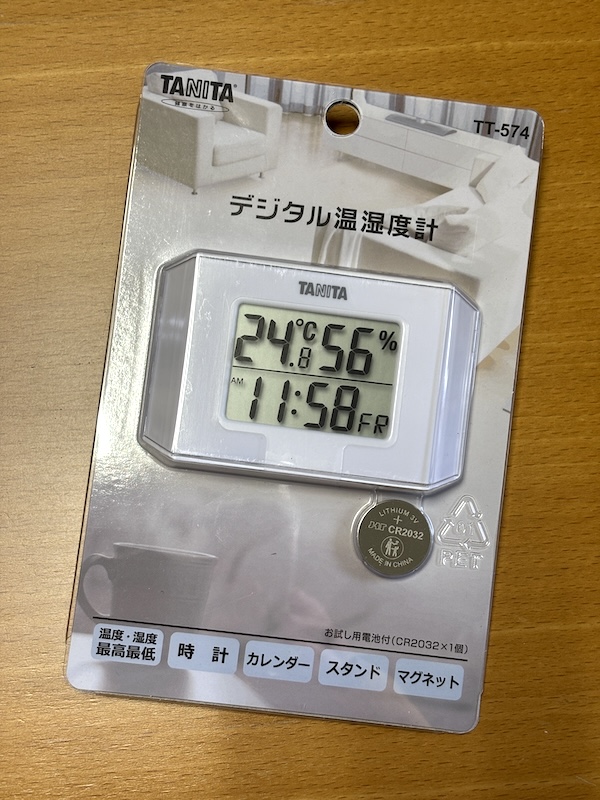 TANITA
健康をはかる
TT-574
デジタル温湿度計
TANITA
24.8℃ 56%
AM 11:58 FR
LITHIUM 3V
+
CR2032
MADE IN CHINA
PET
お試し用電池付(CR2032×1個)
温度・湿度
最高最低
時 計
カレンダー
スタンド
マグネット